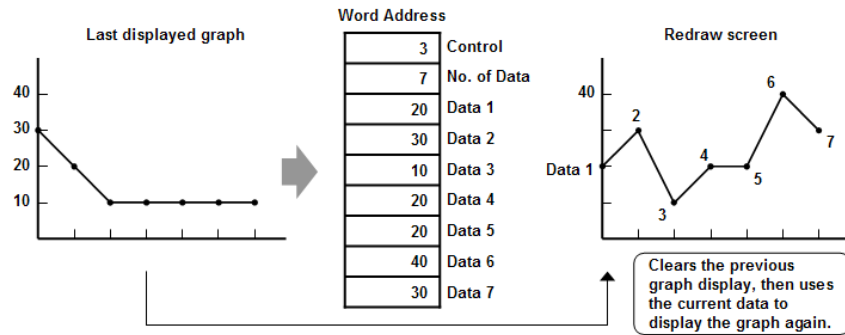 Last displayed graph
40
30
20
10
Word Address
3 Control
7 No. of Data
20 Data 1
30 Data 2
10 Data 3
20 Data 4
20 Data 5
40 Data 6
30 Data 7
Redraw screen
40
Data 1
2
3
4
5
6
7
Clears the previous
graph display, then uses
the current data to
display the graph again.